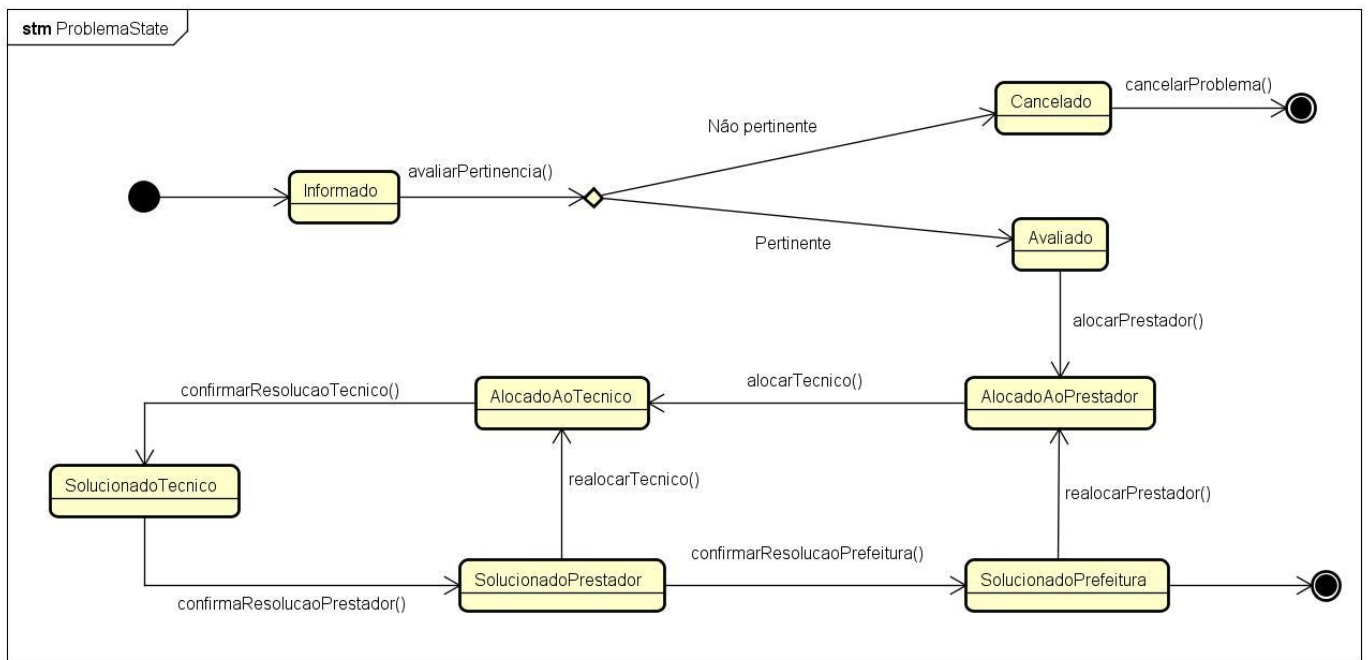 stm ProblemaState
cancelarProblema()
Cancelado
Não pertinente
avaliarPertinencia()
Informado
Avaliado
Pertinente
alocarPrestador()
confirmarResolucaoTecnico()
alocarTecnico()
AlocadoAoTecnico
AlocadoAoPrestador
SolucionadoTecnico
realocarTecnico()
realocarPrestador()
confirmarResolucaoPrefeitura()
SolucionadoPrestador
SolucionadoPrefeitura
confirmaResolucaoPrestador()